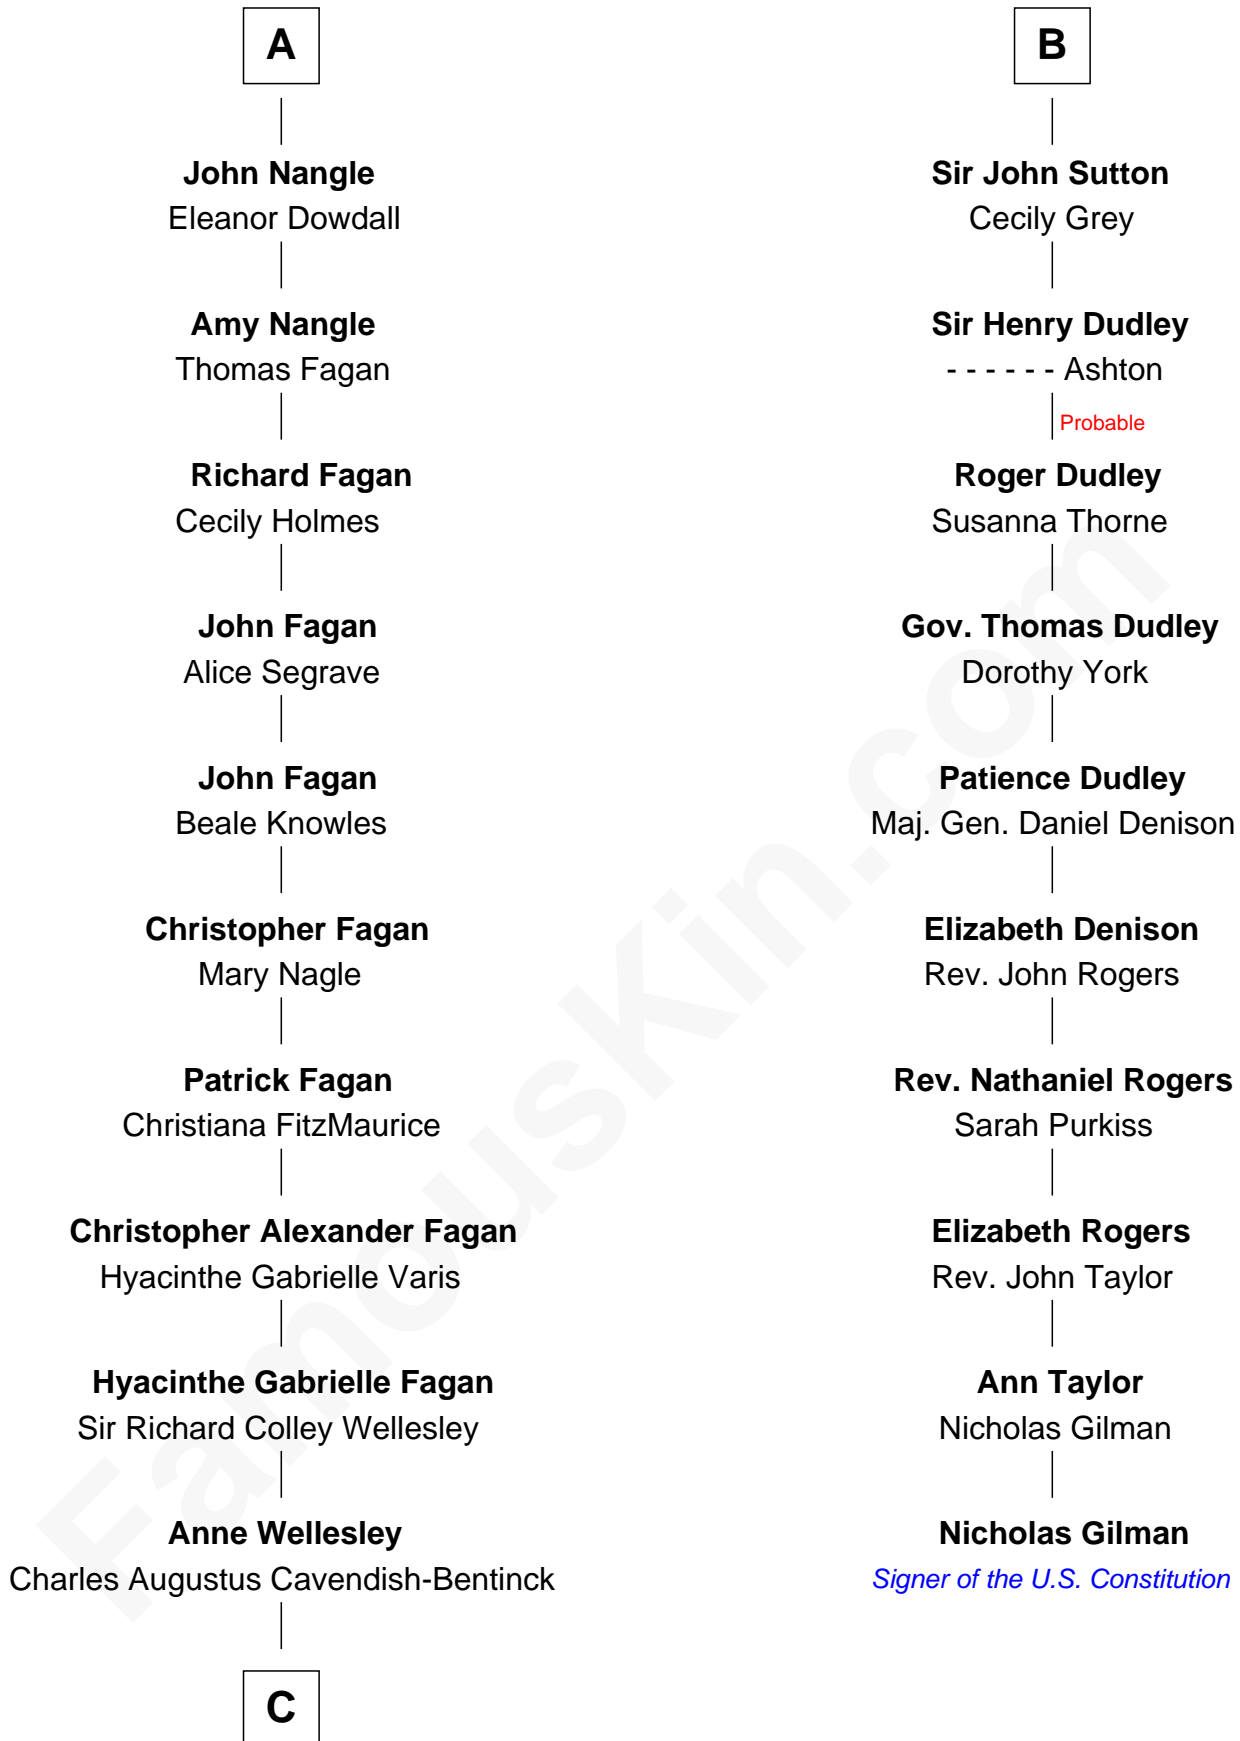 A
John Nangle
Eleanor Dowdall
Amy Nangle
Thomas Fagan
Richard Fagan
Cecily Holmes
John Fagan
Alice Segrave
John Fagan
Beale Knowles
Christopher Fagan
Mary Nagle
Patrick Fagan
Christiana FitzMaurice
Christopher Alexander Fagan
Hyacinthe Gabrielle Varis
Hyacinthe Gabrielle Fagan
Sir Richard Colley Wellesley
Anne Wellesley
Charles Augustus Cavendish-Bentinck
C
B
Sir John Sutton
Cecily Grey
Sir Henry Dudley
- - - - - - Ashton
Probable
Roger Dudley
Susanna Thorne
Gov. Thomas Dudley
Dorothy York
Patience Dudley
Maj. Gen. Daniel Denison
Elizabeth Denison
Rev. John Rogers
Rev. Nathaniel Rogers
Sarah Purkiss
Elizabeth Rogers
Rev. John Taylor
Ann Taylor
Nicholas Gilman
Nicholas Gilman
Signer of the U.S. Constitution
FamousKin.com